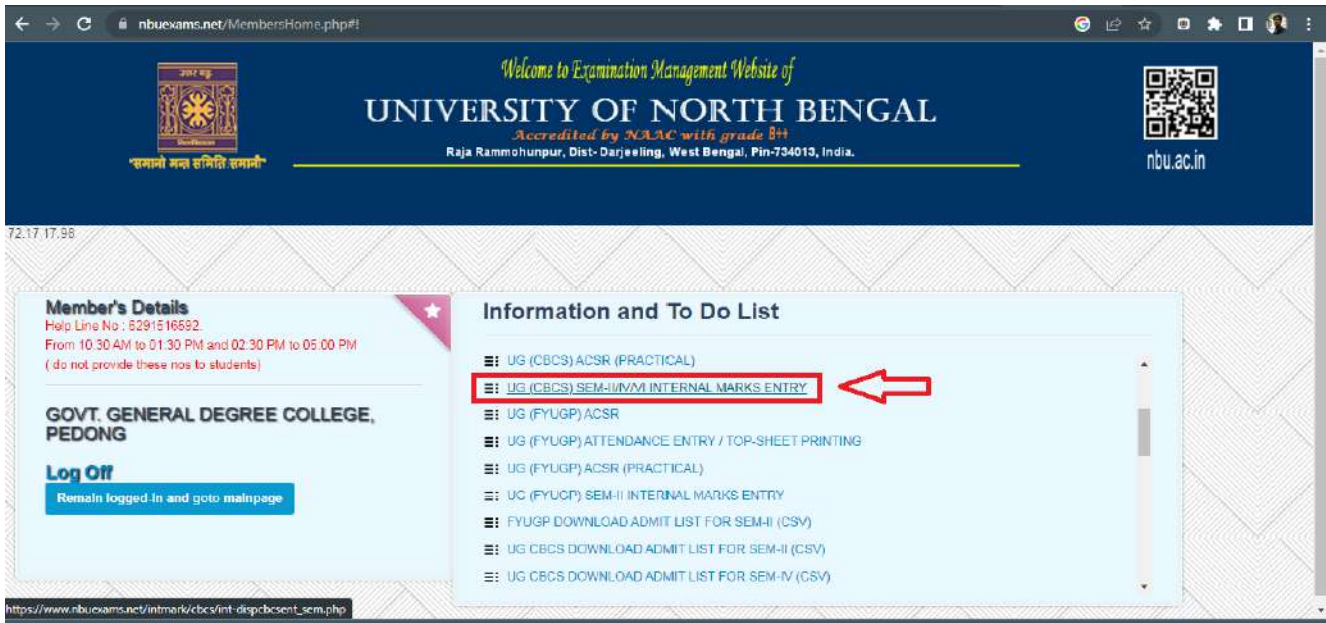 nbuexams.net/MembersHome.php#!
Welcome to Examination Management Website of
UNIVERSITY OF NORTH BENGAL
Accredited by NAAC with grade B++
Raja Rammohunpur, Dist- Darjeeling, West Bengal, Pin-734013, India.
"समानो मन्त्र समिति समानी"
nbu.ac.in
72.17.17.98
Member's Details
Help Line No : 6291516592.
From 10.30 AM to 01:30 PM and 02:30 PM to 05:00 PM
( do not provide these nos to students)
GOVT. GENERAL DEGREE COLLEGE,
PEDONG
Log Off
Remain logged-in and goto mainpage
Information and To Do List
UG (CBCS) ACSR (PRACTICAL)
UG (CBCS) SEM-II/IV/VI INTERNAL MARKS ENTRY
UG (FYUGP) ACSR
UG (FYUGP) ATTENDANCE ENTRY / TOP-SHEET PRINTING
UG (FYUGP) ACSR (PRACTICAL)
UG (FYUGP) SEM-II INTERNAL MARKS ENTRY
FYUGP DOWNLOAD ADMIT LIST FOR SEM-II (CSV)
UG CBCS DOWNLOAD ADMIT LIST FOR SEM-II (CSV)
UG CBCS DOWNLOAD ADMIT LIST FOR SEM-IV (CSV)
https://www.nbuexams.net/intmark/cbcs/int-dispcbcsent_sem.php